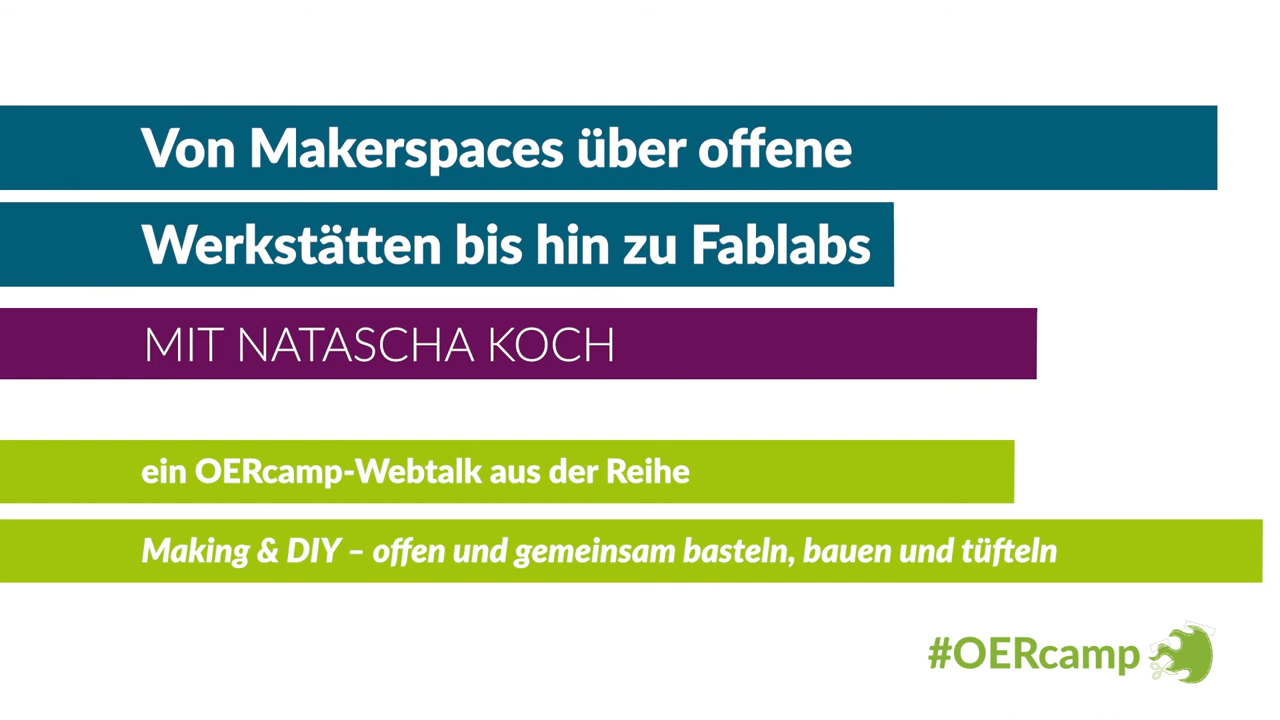 Von Makerspaces über offene
Werkstätten bis hin zu Fablabs
MIT NATASCHA KOCH
ein OERcamp-Webtalk aus der Reihe
Making & DIY – offen und gemeinsam basteln, bauen und tüfteln
#OERcamp